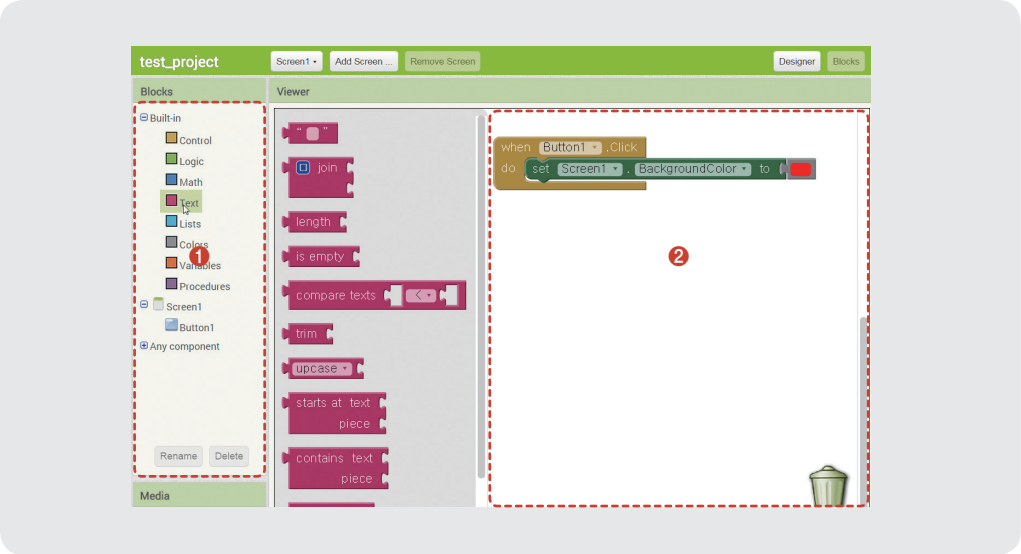 test_project
Screen1 Add Screen ... Remove Screen Designer Blocks
Blocks
Viewer
Built-in
Control
Logic
Math
Text
Lists
Colors
Variables
Procedures
Screen1
Button1
Any component
Rename Delete
Media
1
" "
join
length
is empty
compare texts <
trim
upcase
starts at text
piece
contains text
piece
when Button1 .Click
do set Screen1 . BackgroundColor to
2